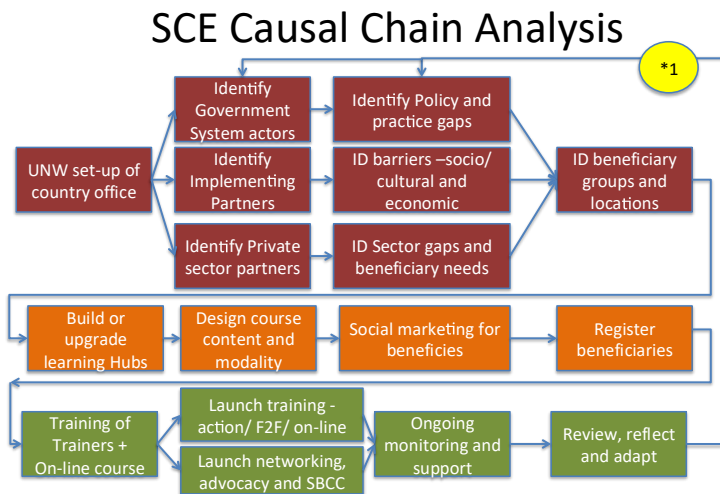 SCE Causal Chain Analysis
*1
Identify
Government
System actors
Identify Policy and
practice gaps
UNW set-up of
country office
Identify
Implementing
Partners
ID barriers –socio/
cultural and
economic
ID beneficiary
groups and
locations
Identify Private
sector partners
ID Sector gaps and
beneficiary needs
Build or
upgrade
learning Hubs
Design course
content and
modality
Social marketing for
beneficies
Register
beneficiaries
Training of
Trainers +
On-line course
Launch training -
action/ F2F/ on-line
Launch networking,
advocacy and SBCC
Ongoing
monitoring and
support
Review, reflect
and adapt